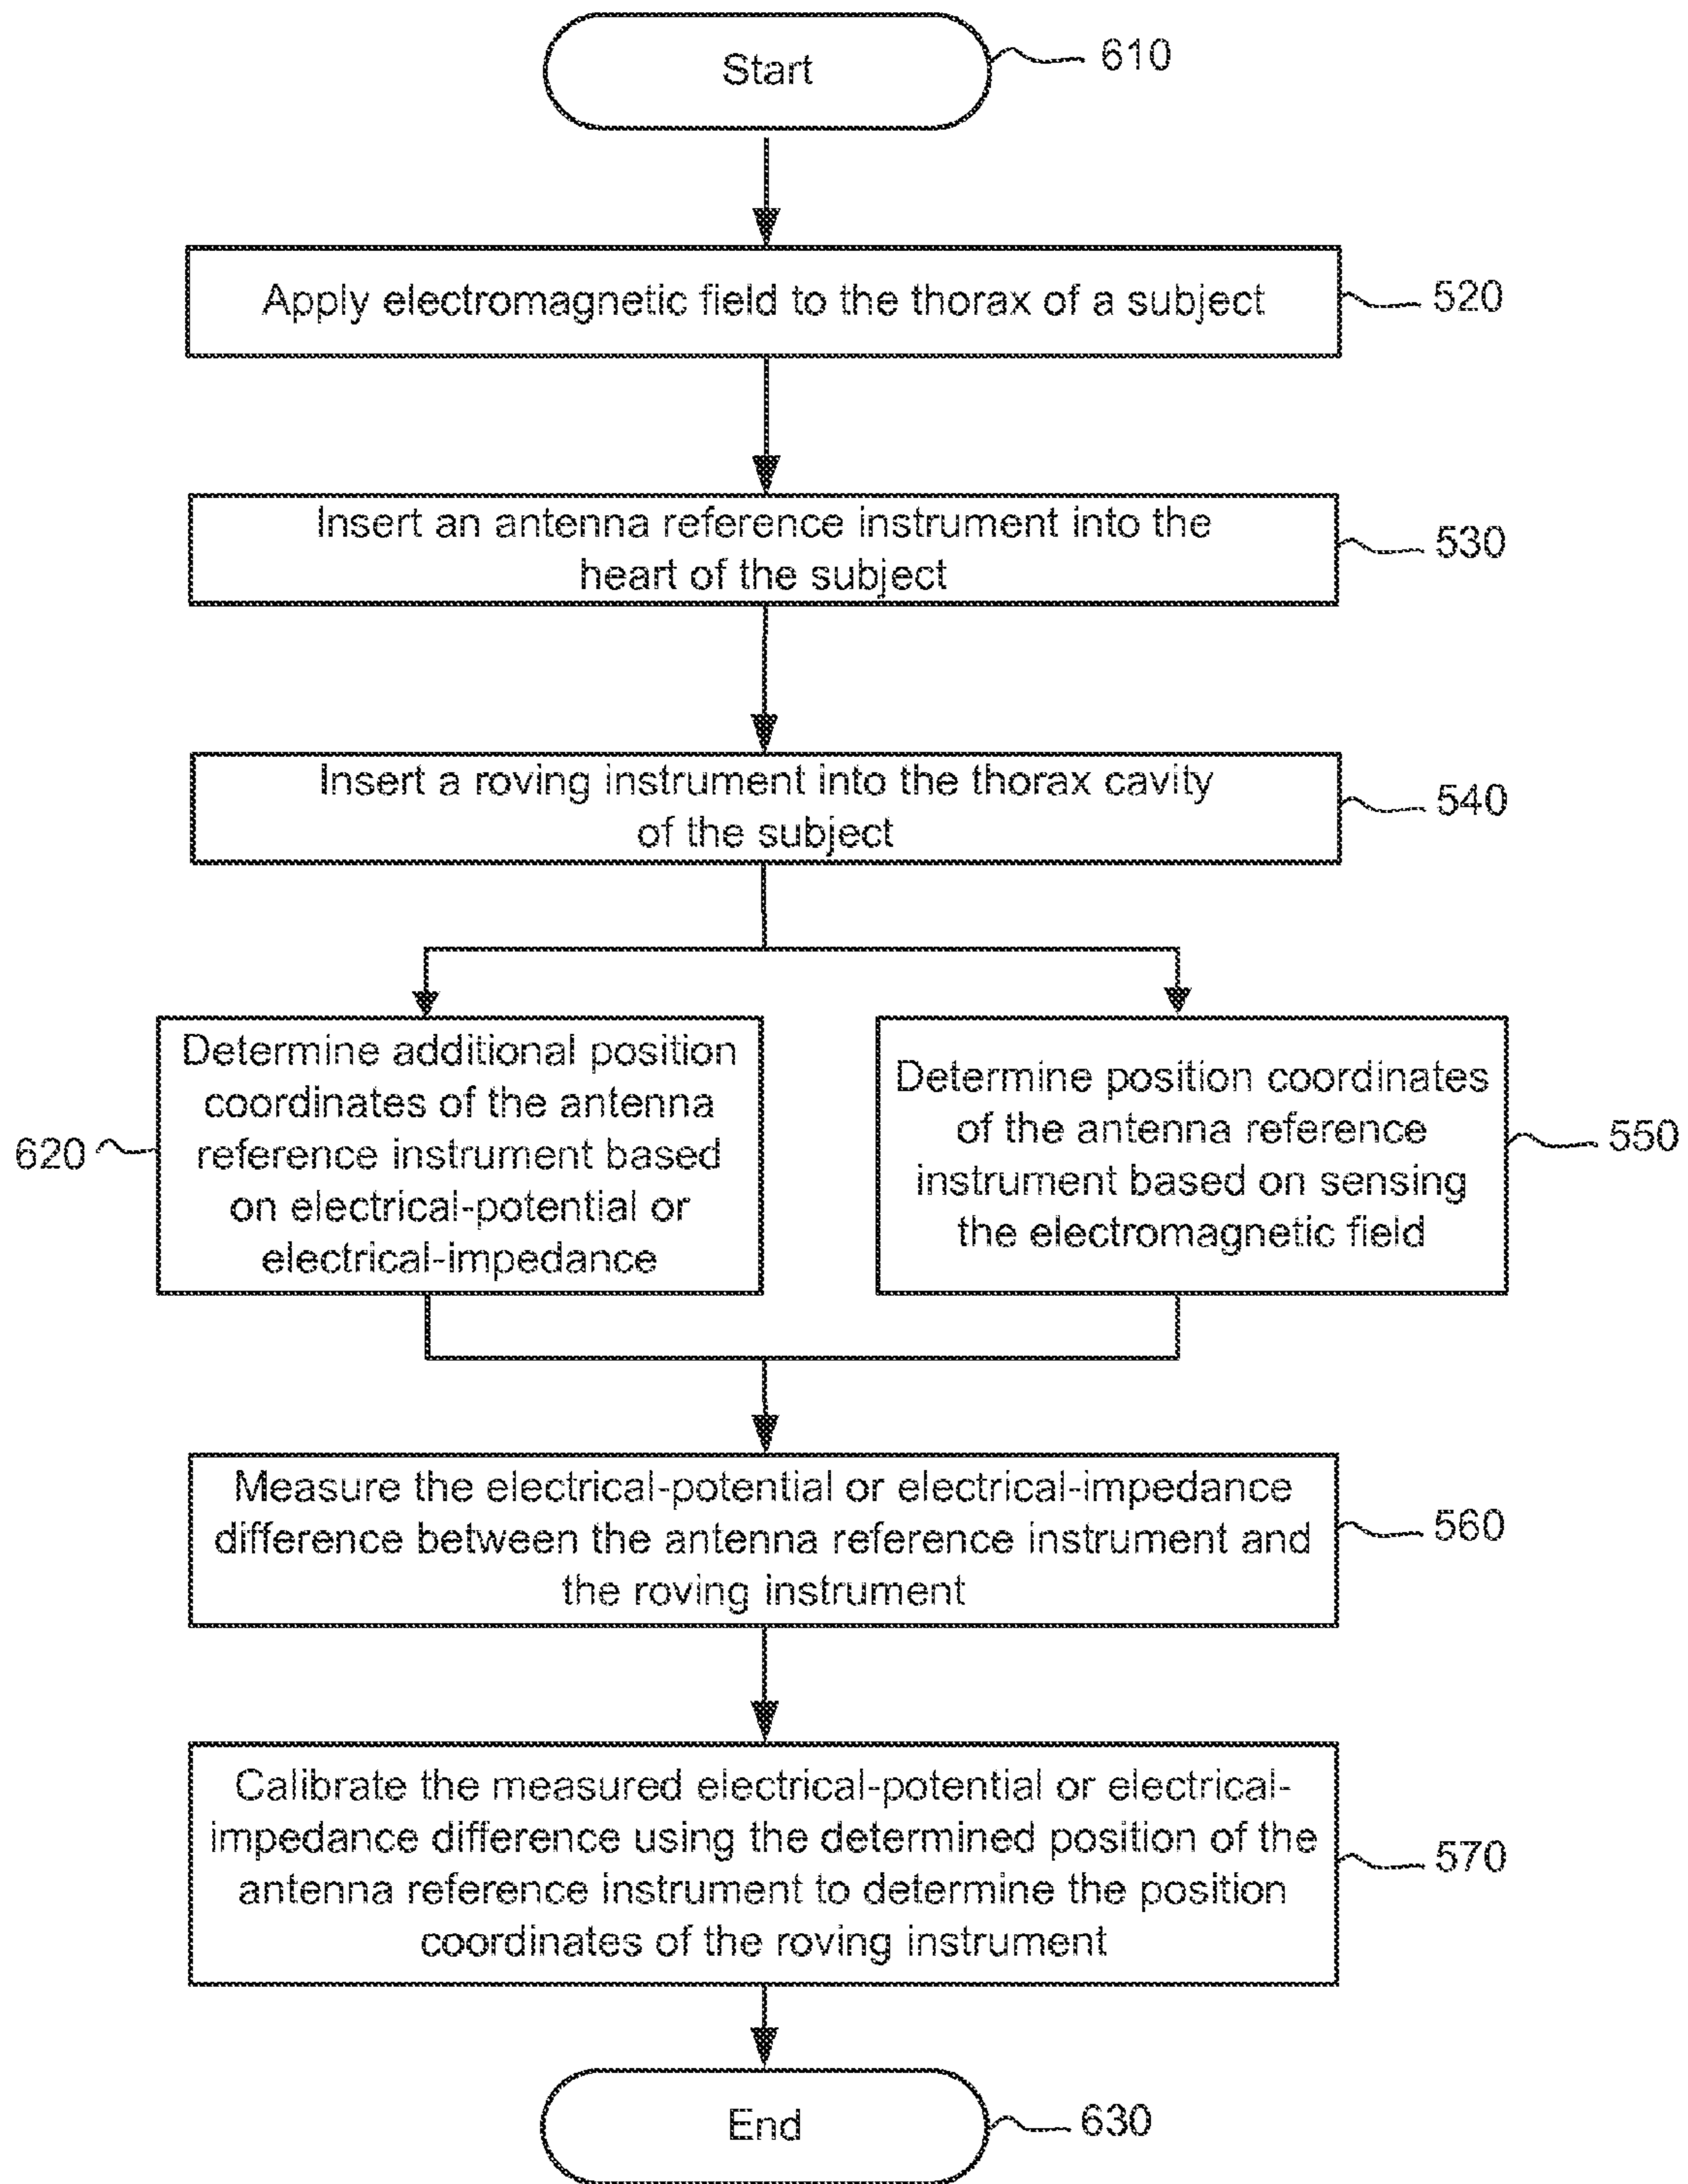 Start
610
Apply electromagnetic field to the thorax of a subject
520
Insert an antenna reference instrument into the
heart of the subject
530
Insert a roving instrument into the thorax cavity
of the subject
540
Determine additional position
coordinates of the antenna
reference instrument based
on electrical-potential or
electrical-impedance
620
Determine position coordinates
of the antenna reference
instrument based on sensing
the electromagnetic field
550
Measure the electrical-potential or electrical-impedance
difference between the antenna reference instrument and
the roving instrument
560
Calibrate the measured electrical-potential or electrical-
impedance difference using the determined position of the
antenna reference instrument to determine the position
coordinates of the roving instrument
570
End
630